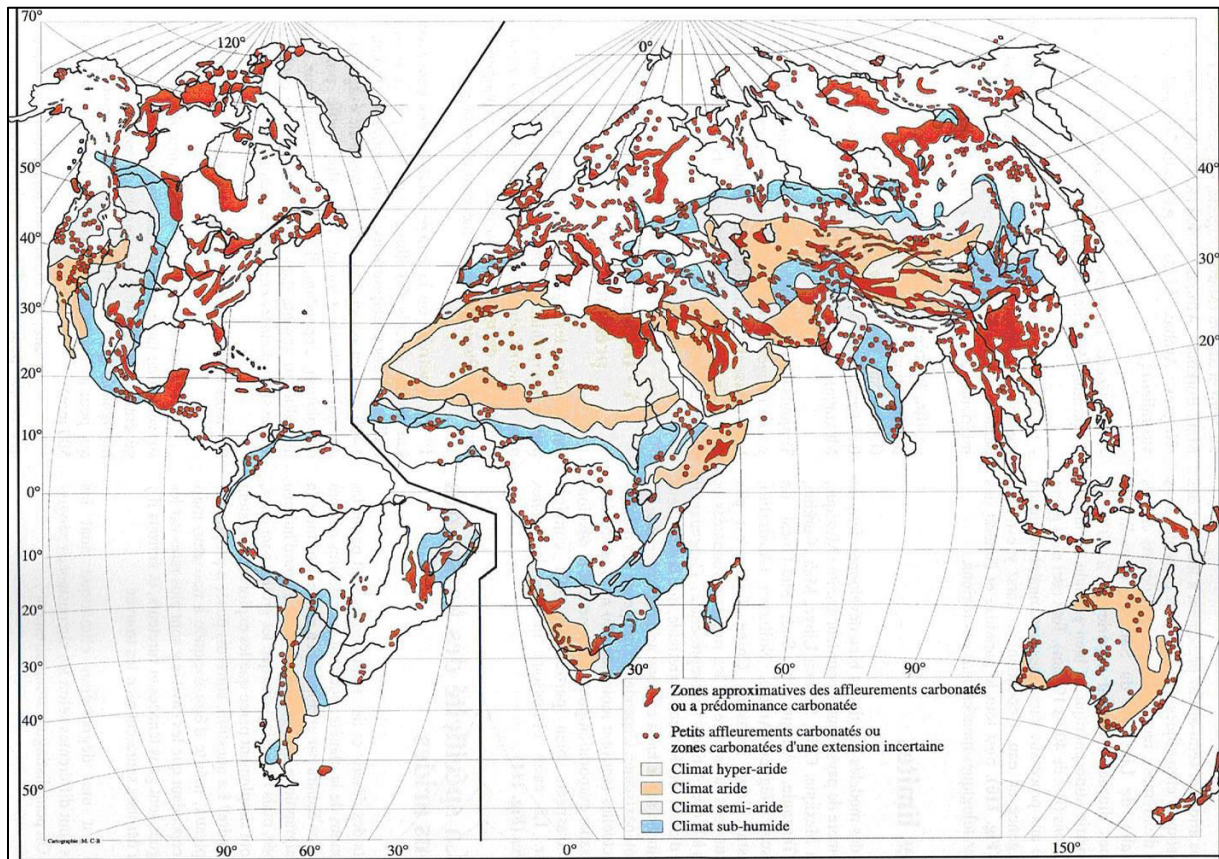 70°
120°
0°
50°
40°
40°
30°
30°
20°
20°
10°
0°
10°
20°
30°
40°
50°
30°
60°
90°
Zones approximatives des affleurements carbonatés
ou a prédominance carbonatée
Petits affleurements carbonatés ou
zones carbonatées d'une extension incertaine
Climat hyper-aride
Climat aride
Climat semi-aride
Climat sub-humide
Cartographie : M. C-B
90°
60°
30°
0°
150°